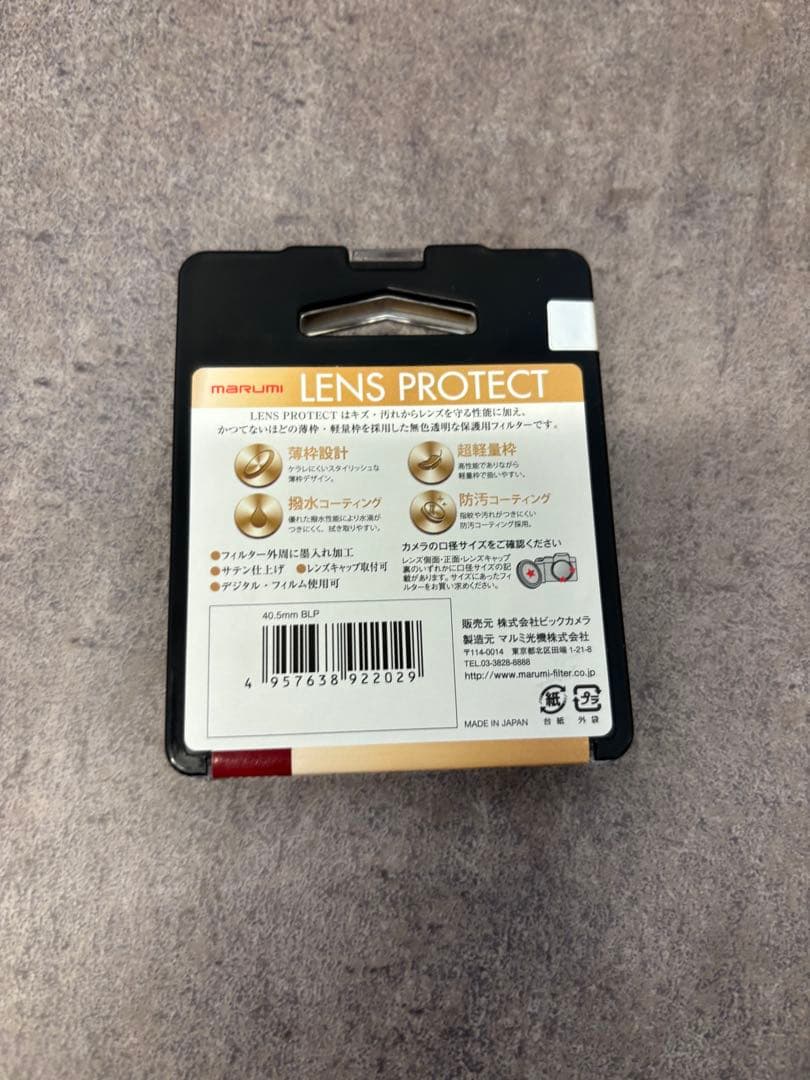 marumi LENS PROTECT
LENS PROTECT はキズ・汚れからレンズを守る性能に加え、
かつてないほどの薄枠・軽量枠を採用した無色透明な保護用フィルターです。
薄枠設計
ケラレにくいスタイリッシュな
薄枠デザイン。
超軽量枠
高性能でありながら
軽量枠で扱いやすい。
撥水コーティング
優れた撥水性能により水滴が
つきにくく、拭き取りやすい。
防汚コーティング
指紋や汚れがつきにくい
防汚コーティング採用。
●フィルター外周に墨入れ加工
●サテン仕上げ ●レンズキャップ取付可
●デジタル・フィルム使用可
カメラの口径サイズをご確認ください
レンズ側面・正面・レンズキャップ
裏のいずれかに口径サイズの記
載があります。サイズにあったフィ
ルターをお買い求めください。
40.5mm BLP
4 957638 922029
販売元 株式会社ビックカメラ
製造元 マルミ光機株式会社
〒114-0014 東京都北区田端 1-21-8
TEL.03-3828-8888
http://www.marumi-filter.co.jp
紙 プラ
MADE IN JAPAN 台紙 外袋